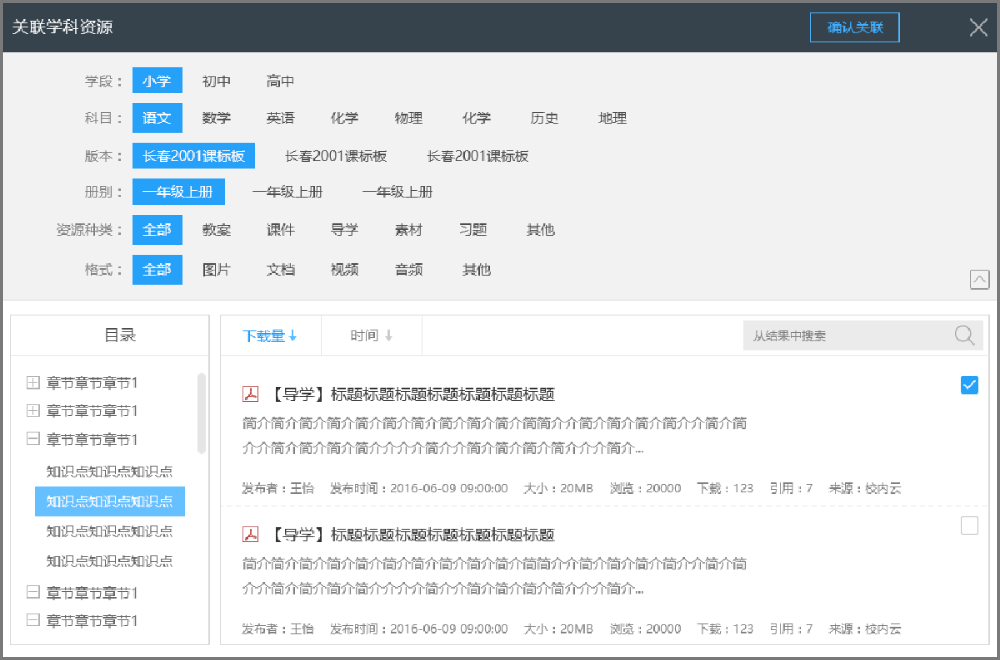 关联学科资源 确认关联
学段： 小学 初中 高中
科目： 语文 数学 英语 化学 物理 化学 历史 地理
版本： 长春2001课标板 长春2001课标板 长春2001课标板
册别： 一年级上册 一年级上册 一年级上册
资源种类： 全部 教案 课件 导学 素材 习题 其他
格式： 全部 图片 文档 视频 音频 其他
目录
章节章节章节1
章节章节章节1
章节章节章节1
知识点知识点知识点
知识点知识点知识点
知识点知识点知识点
知识点知识点知识点
章节章节章节1
章节章节章节1
下载量↓ 时间↓ 从结果中搜索
【导学】标题标题标题标题标题标题标题
简介简介简介简介简介简介简介简介简介简简介简介简介简介简介介简介简
介介简介简介简介简介介介介简介介简介简介简介简介介介简介...
发布者：王怡 发布时间：2016-06-09 09:00:00 大小：20MB 浏览：20000 下载：123 引用：7 来源：校内云
【导学】标题标题标题标题标题标题标题
简介简介简介简介简介简介简介简介简介简简介简介简介简介简介介简介简
介介简介简介简介简介介介介简介介简介简介简介简介介介简介...
发布者：王怡 发布时间：2016-06-09 09:00:00 大小：20MB 浏览：20000 下载：123 引用：7 来源：校内云